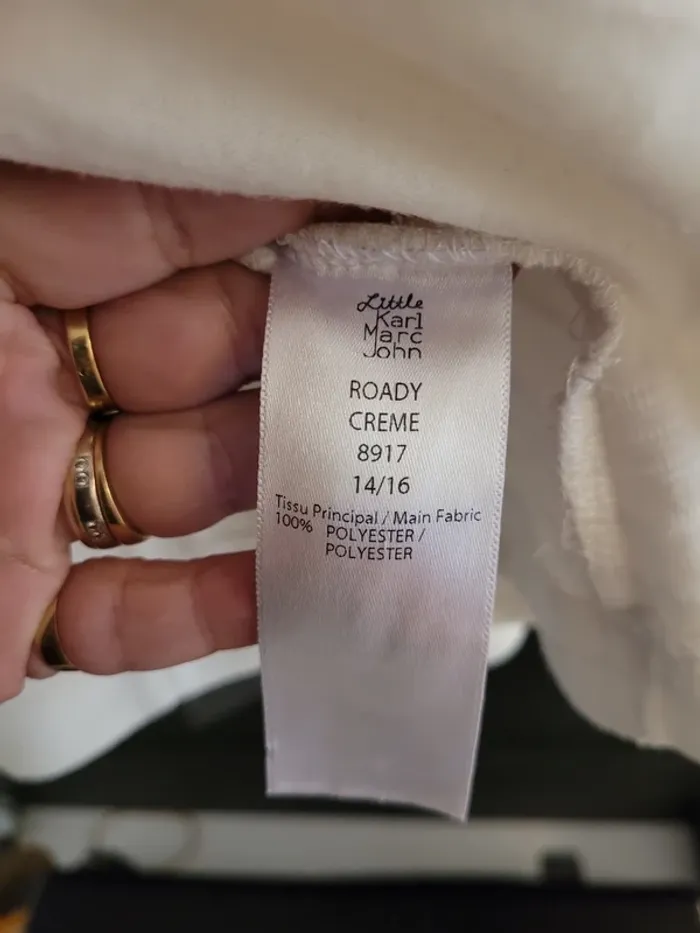 Little
Karl
Marc
John
ROADY
CREME
8917
14/16
Tissu Principal / Main Fabric
100% POLYESTER /
POLYESTER